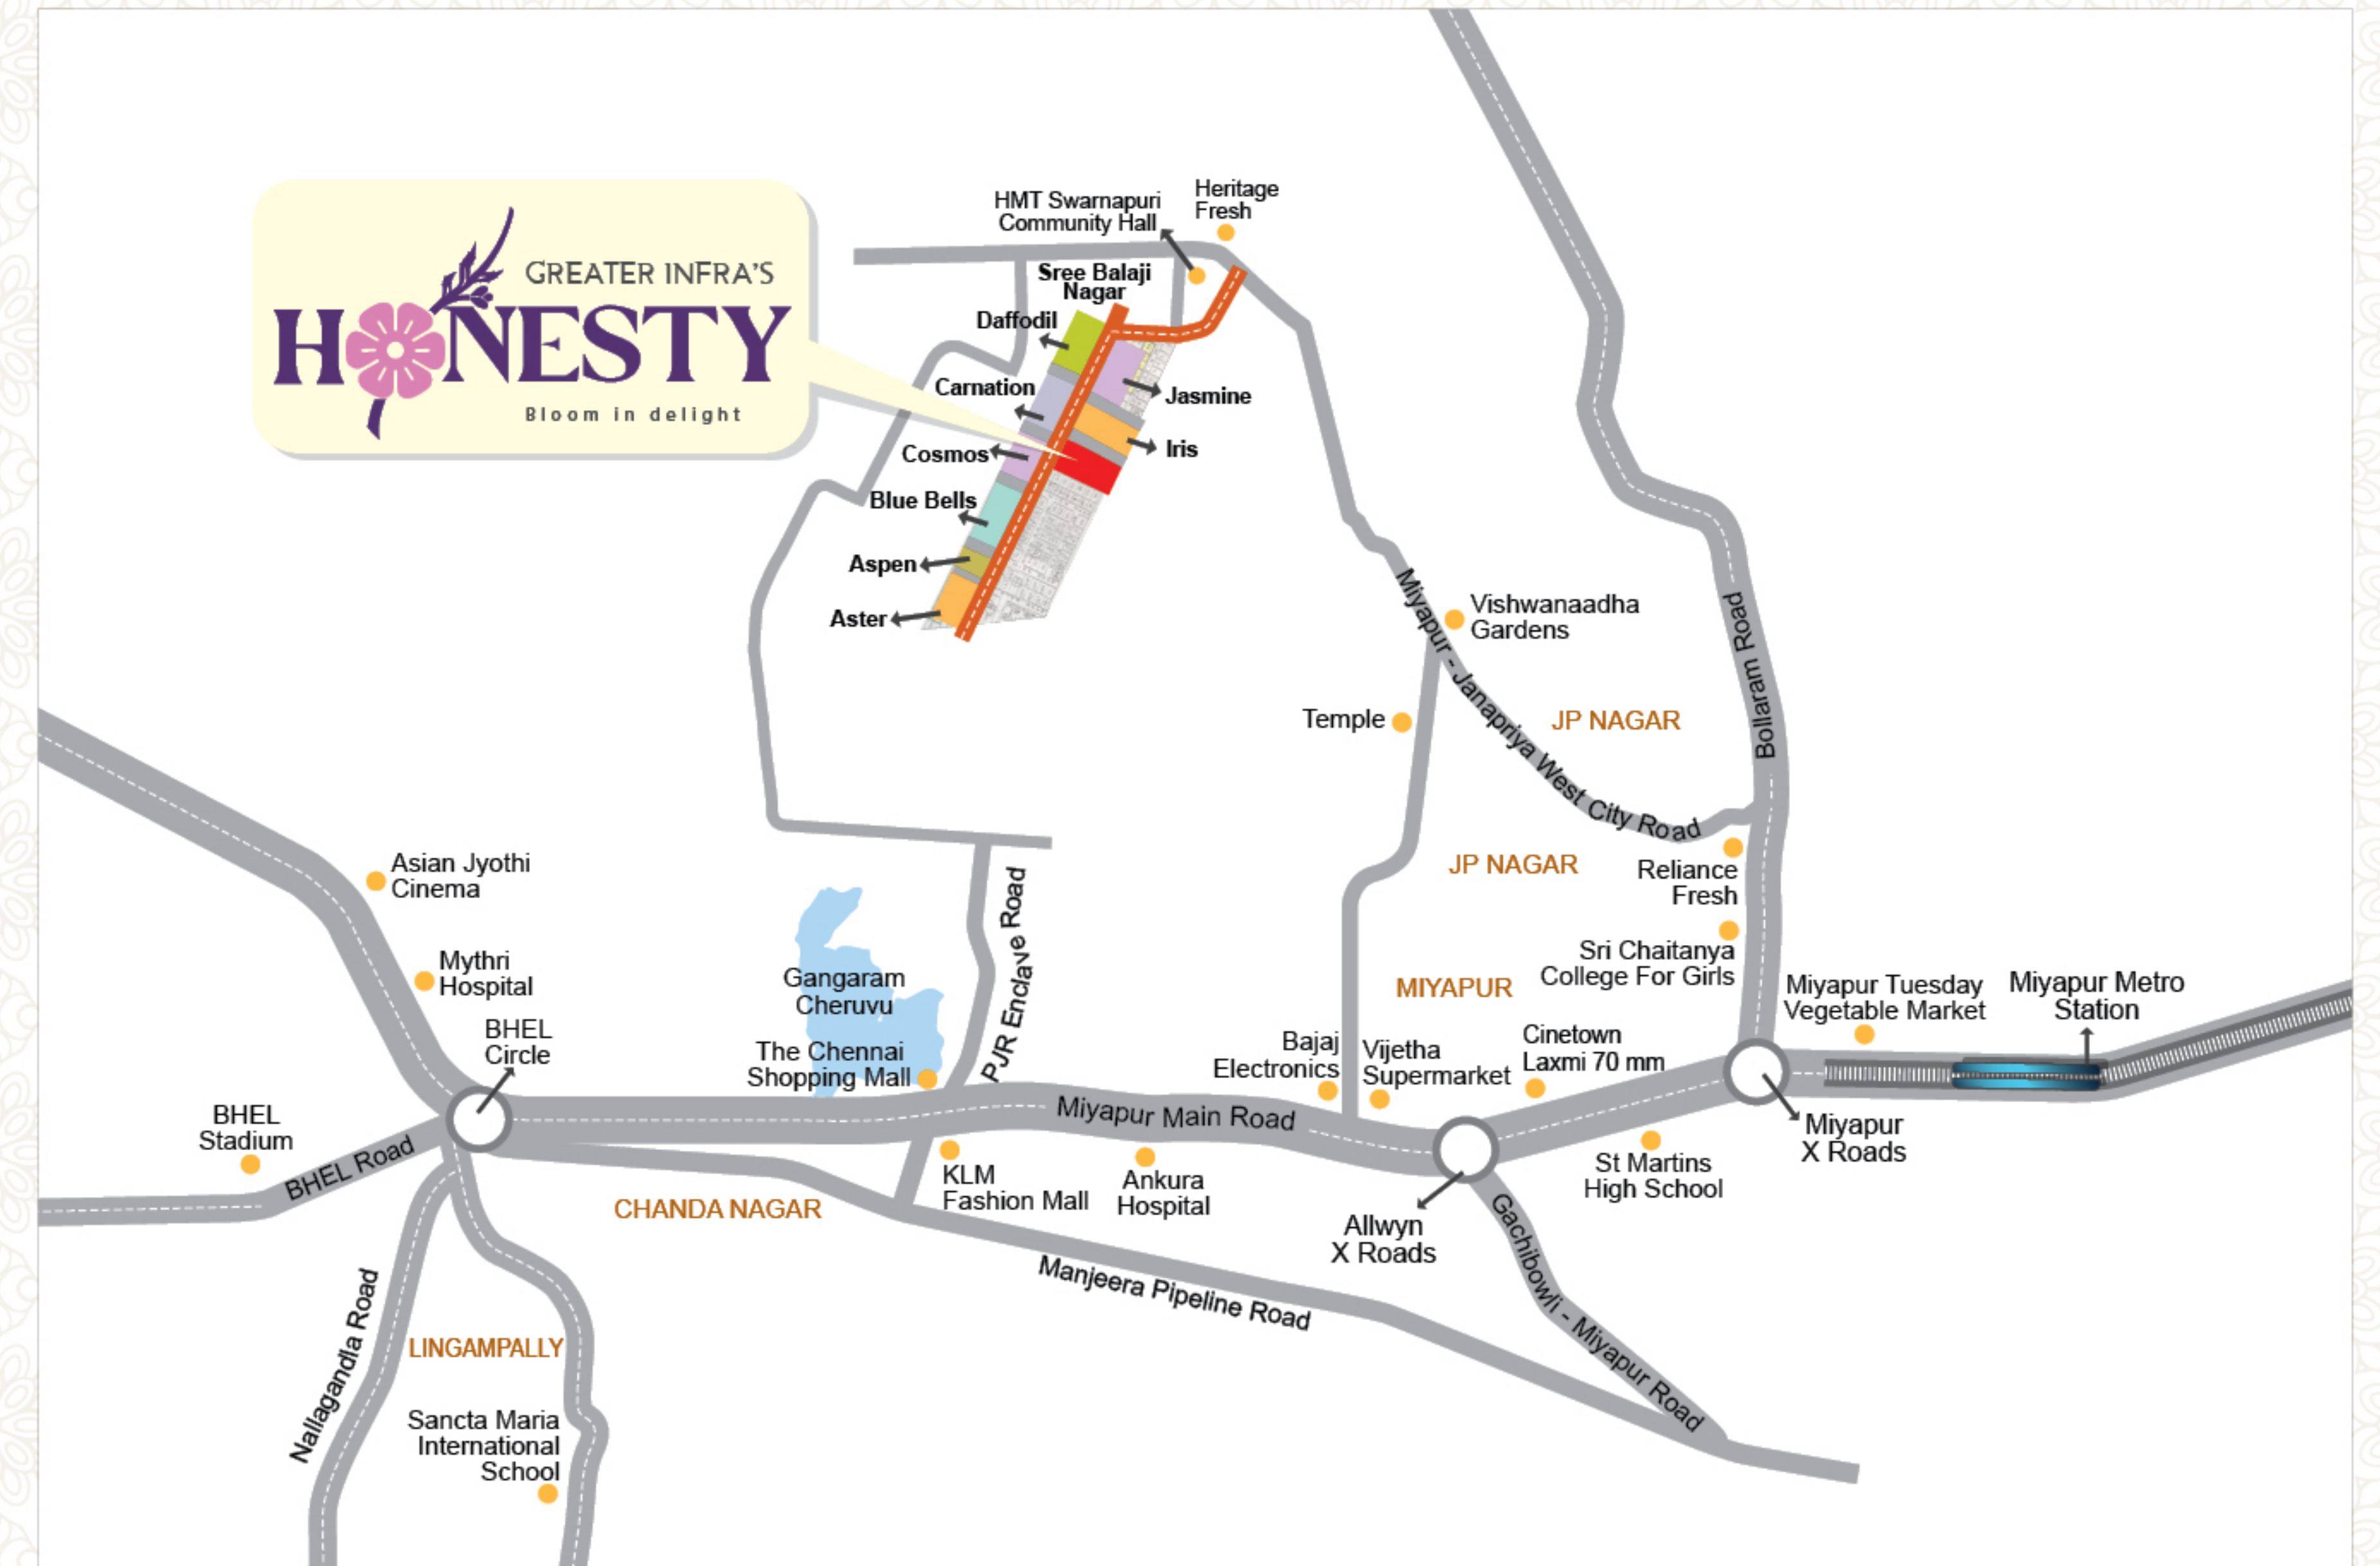 HMT Swarnapuri
Community Hall
Heritage
Fresh
GREATER INFRA'S
HONESTY
Bloom in delight
Sree Balaji
Nagar
Daffodil
Carnation
Jasmine
Cosmos
Iris
Blue Bells
Aspen
Aster
Miyapur - Janapriya West City Road
Vishwanaadha
Gardens
Bollaram Road
Temple
JP NAGAR
Asian Jyothi
Cinema
JP NAGAR
Reliance
Fresh
PJR Enclave Road
Mythri
Hospital
Gangaram
Cheruvu
MIYAPUR
Sri Chaitanya
College For Girls
Miyapur Tuesday
Vegetable Market
Miyapur Metro
Station
BHEL
Circle
The Chennai
Shopping Mall
Bajaj
Electronics
Vijetha
Supermarket
Cinetown
Laxmi 70 mm
BHEL
Stadium
BHEL Road
Miyapur Main Road
Miyapur
X Roads
CHANDA NAGAR
KLM
Fashion Mall
Ankura
Hospital
St Martins
High School
Allwyn
X Roads
Gachibowli - Miyapur Road
Manjeera Pipeline Road
Nallagandla Road
LINGAMPALLY
Sancta Maria
International
School